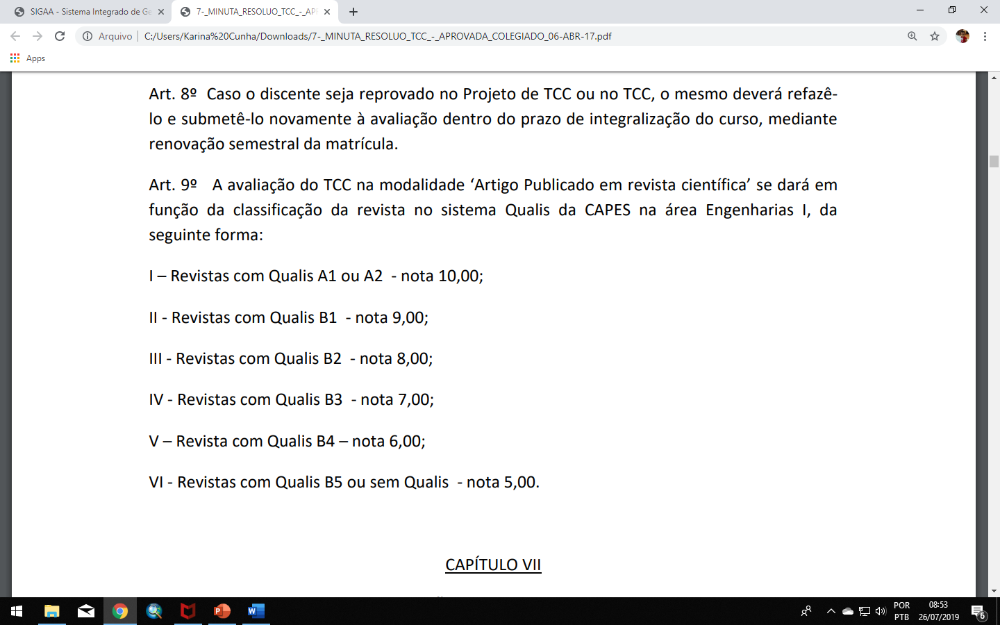 SIGAA - Sistema Integrado de Ge
7-_MINUTA_RESOLUO_TCC_-_APR
Arquivo
C:/Users/Karina%20Cunha/Downloads/7-_MINUTA_RESOLUO_TCC_-_APROVADA_COLEGIADO_06-ABR-17.pdf
Apps
Art. 8º Caso o discente seja reprovado no Projeto de TCC ou no TCC, o mesmo deverá refazê-
lo e submetê-lo novamente à avaliação dentro do prazo de integralização do curso, mediante
renovação semestral da matrícula.
Art. 9º A avaliação do TCC na modalidade ‘Artigo Publicado em revista científica’ se dará em
função da classificação da revista no sistema Qualis da CAPES na área Engenharias I, da
seguinte forma:
I – Revistas com Qualis A1 ou A2 - nota 10,00;
II - Revistas com Qualis B1 - nota 9,00;
III - Revistas com Qualis B2 - nota 8,00;
IV - Revistas com Qualis B3 - nota 7,00;
V – Revista com Qualis B4 – nota 6,00;
VI - Revistas com Qualis B5 ou sem Qualis - nota 5,00.
CAPÍTULO VII
POR
PTB
08:53
26/07/2019
6